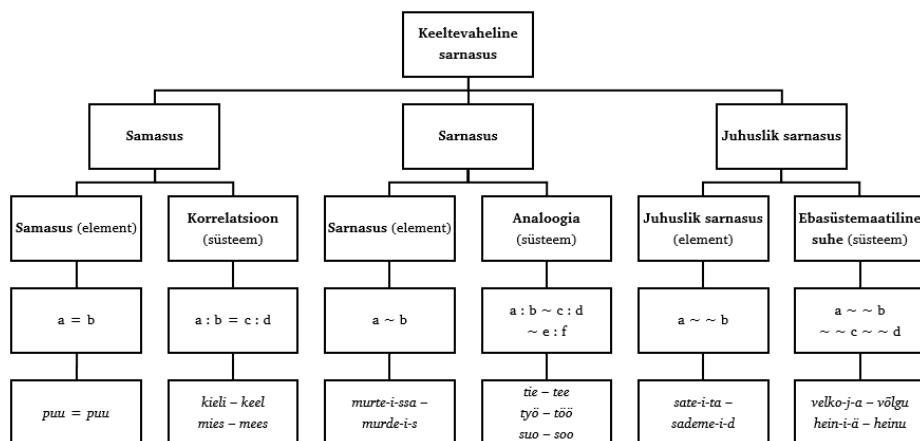 Keeltevaheline
sarnasus
Samasus
Sarnasus
Juhuslik sarnasus
Samasus (element)
Korrelatsioon
(süsteem)
Sarnasus (element)
Analoogia
(süsteem)
Juhuslik sarnasus
(element)
Ebasüstemaatiline
suhe (süsteem)
a = b
a : b = c : d
a ~ b
a : b ~ c : d
~ e : f
a ~ ~ b
a ~ ~ b
~ ~ c ~ ~ d
puu = puu
kieli – keel
mies – mees
murte-i-ssa –
murde-i-s
tie – tee
työ – töö
suo – soo
sate-i-ta –
sademe-i-d
velko-j-a – võlgu
hein-i-ä – heinu